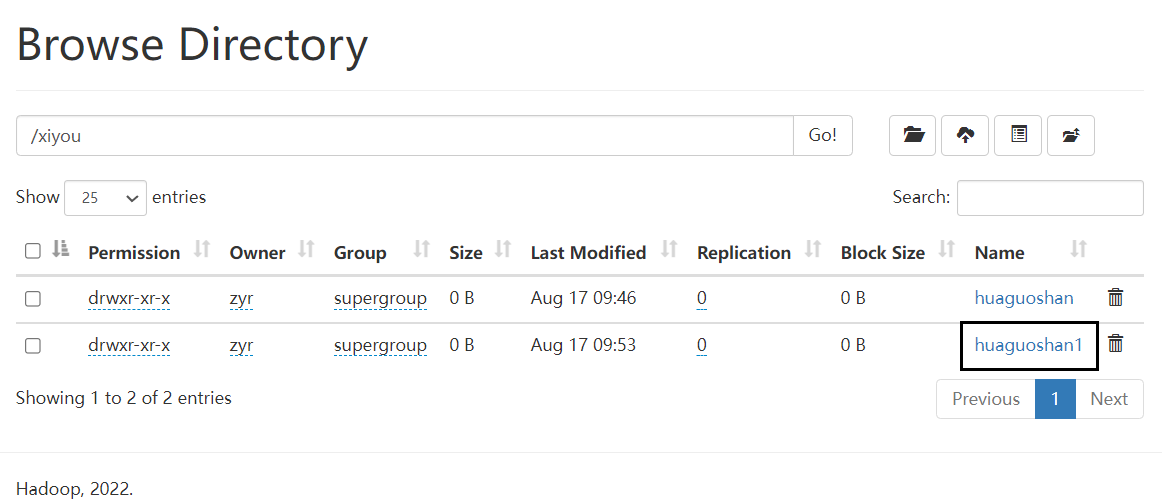 Browse Directory
/xiyou Go!
Show 25 entries Search:
Permission Owner Group Size Last Modified Replication Block Size Name
drwxr-xr-x zyr supergroup 0 B Aug 17 09:46 0 0 B huaguoshan
drwxr-xr-x zyr supergroup 0 B Aug 17 09:53 0 0 B huaguoshan1
Showing 1 to 2 of 2 entries Previous 1 Next
Hadoop, 2022.